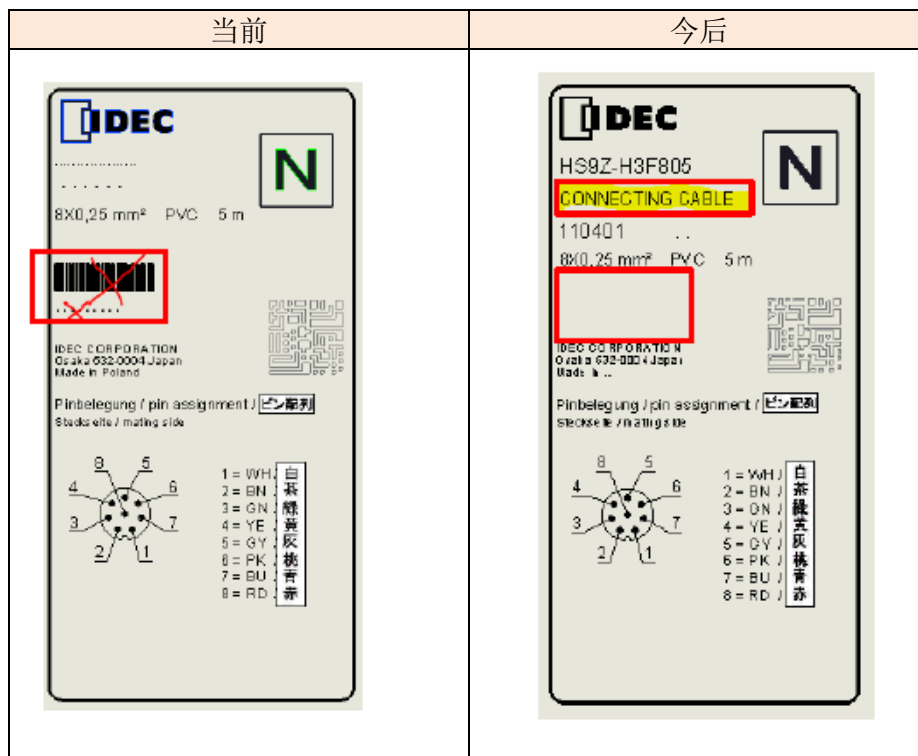 当前
今后
IDEC
N
8X0,25 mm² PVC 5 m
IDEC CORPORATION
Osaka 532-0004 Japan
Made in Poland
Pinbelegung / pin assignment / ピン配列
Steckseite / mating side
8 5
4 6
3 7
2 1
1 = WH / 白
2 = BN / 茶
3 = GN / 緑
4 = YE / 黄
5 = GY / 灰
6 = PK / 桃
7 = BU / 青
8 = RD / 赤
IDEC
N
HS9Z-H3F805
CONNECTING CABLE
110401 ..
8X0,25 mm² PVC 5 m
IDEC CORPORATION
Osaka 532-0004 Japan
Made in ..
Pinbelegung / pin assignment / ピン配列
Steckseite / mating side
8 5
4 6
3 7
2 1
1 = WH / 白
2 = BN / 茶
3 = GN / 緑
4 = YE / 黄
5 = GY / 灰
6 = PK / 桃
7 = BU / 青
8 = RD / 赤